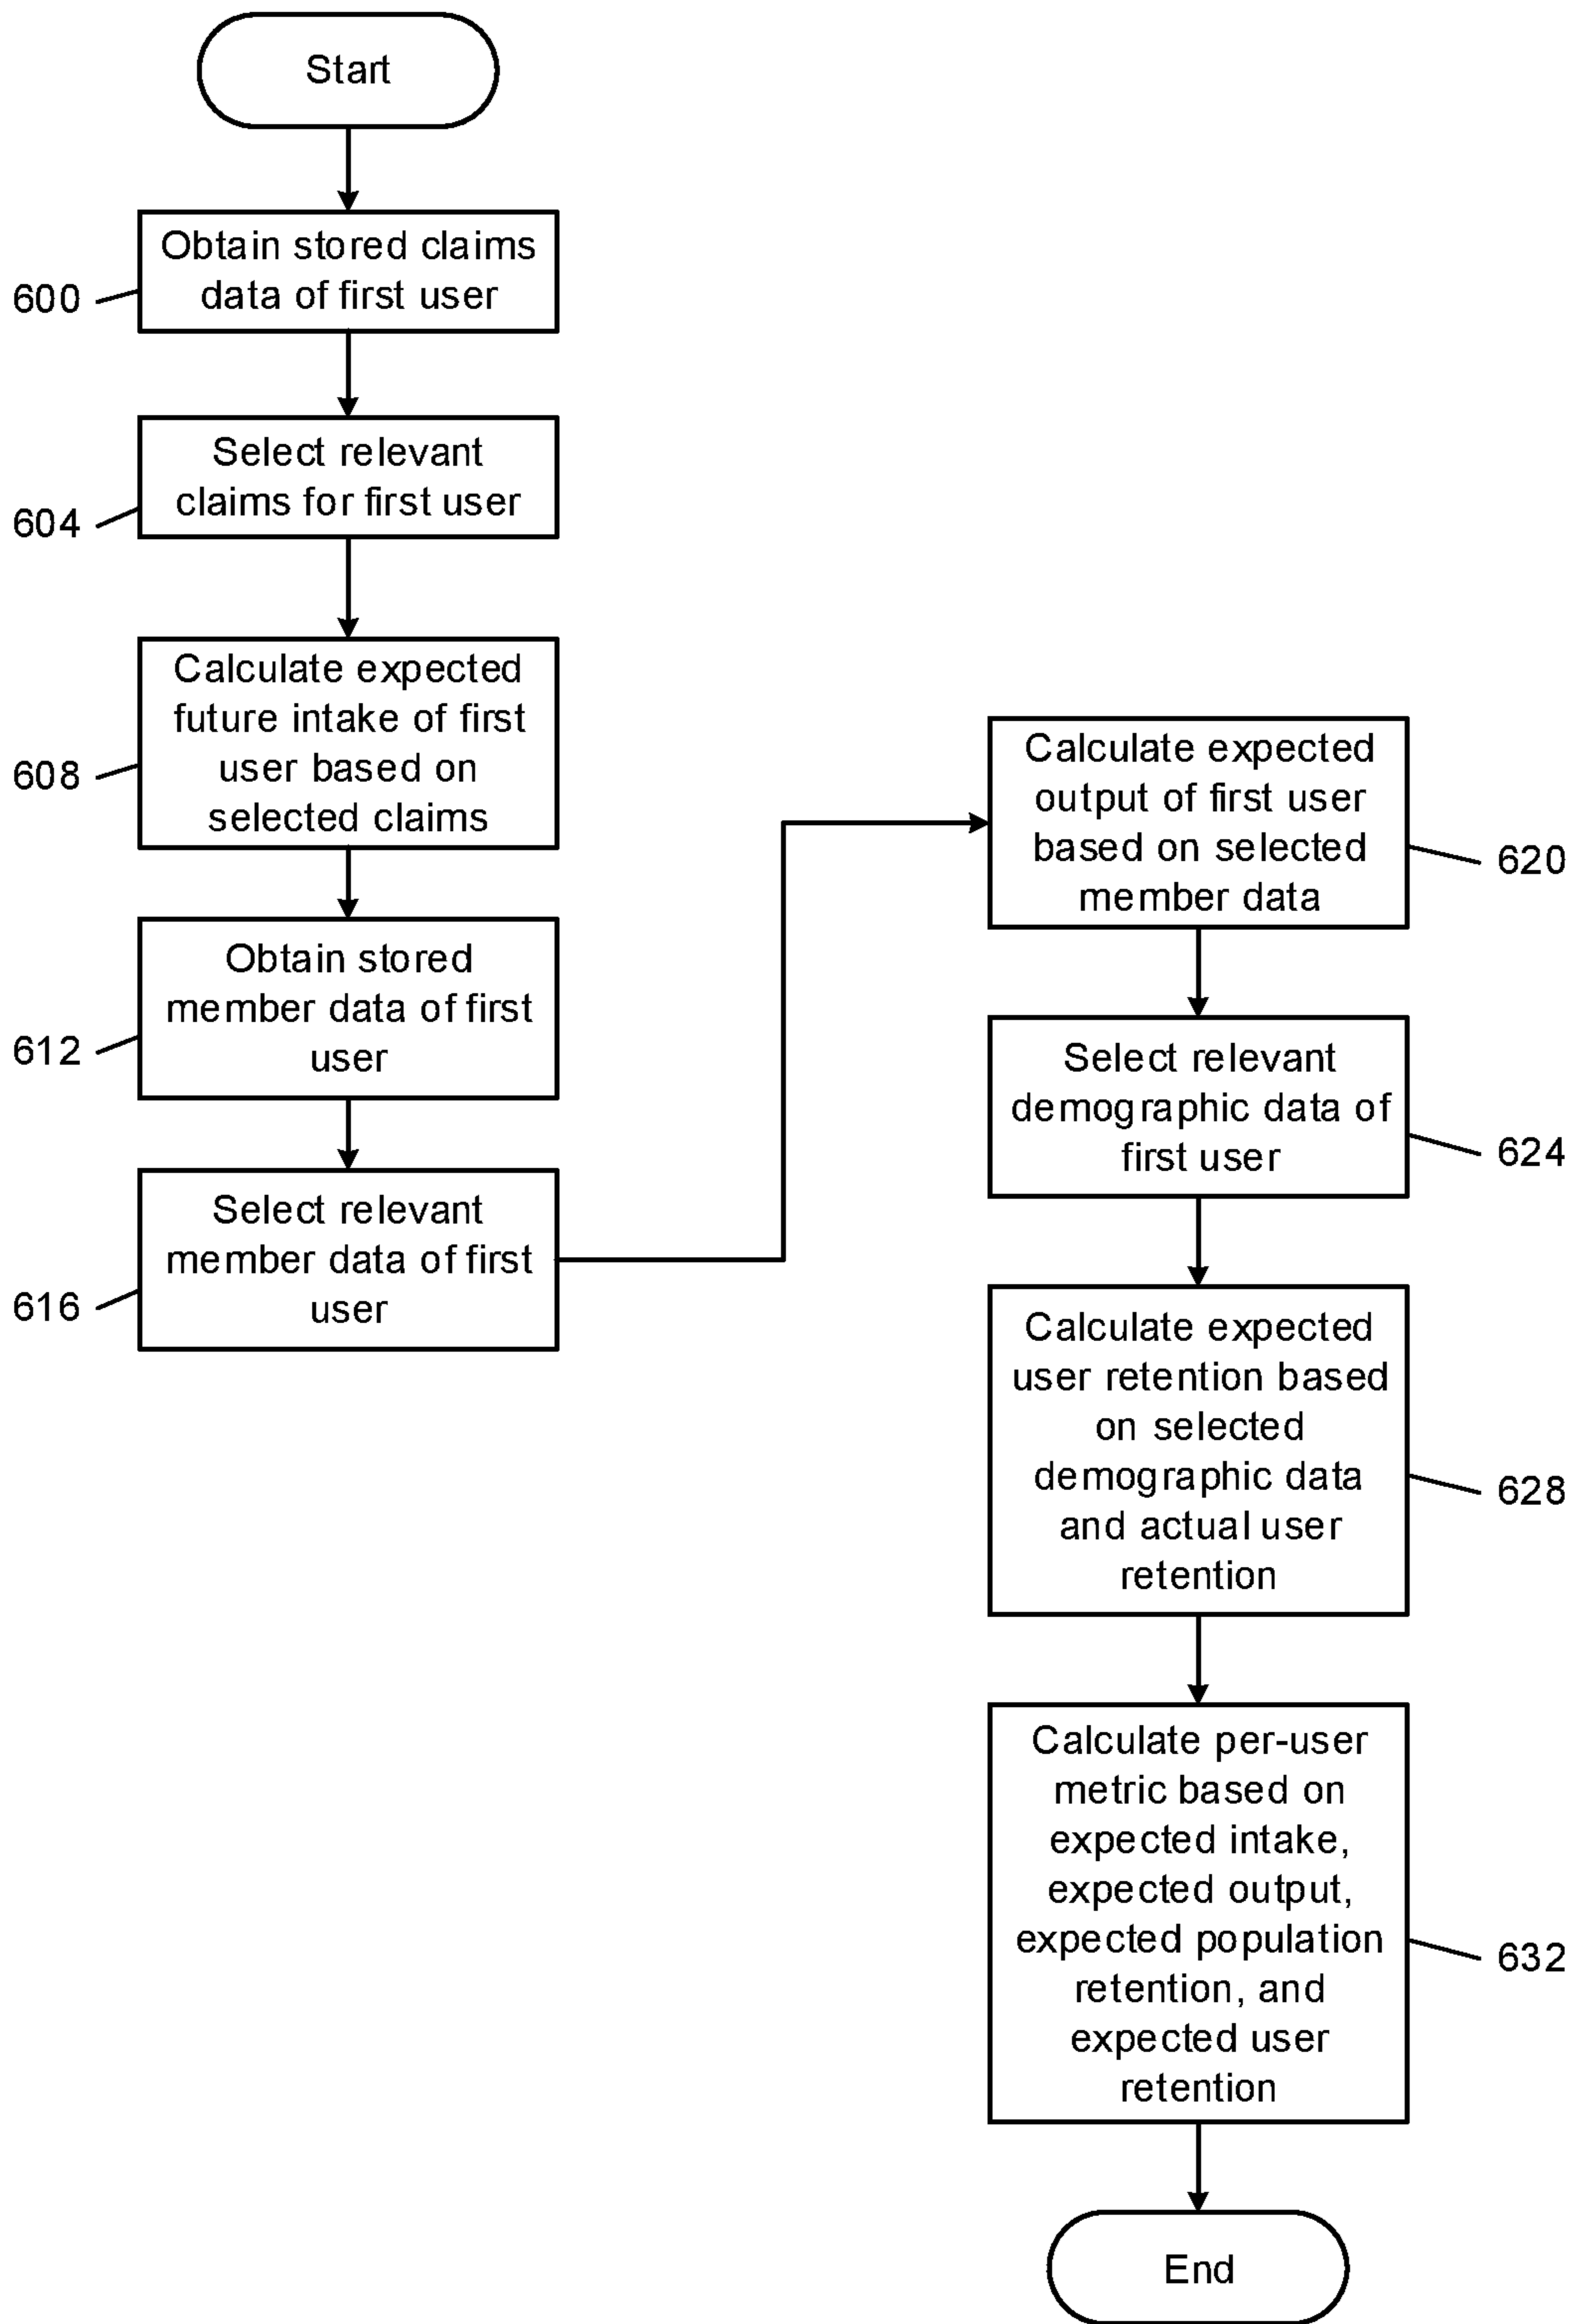 Start
Obtain stored claims
data of first user
600
Select relevant
claims for first user
604
Calculate expected
future intake of first
user based on
selected claims
608
Obtain stored
member data of first
user
612
Select relevant
member data of first
user
616
Calculate expected
output of first user
based on selected
member data
620
Select relevant
demographic data of
first user
624
Calculate expected
user retention based
on selected
demographic data
and actual user
retention
628
Calculate per-user
metric based on
expected intake,
expected output,
expected population
retention, and
expected user
retention
632
End